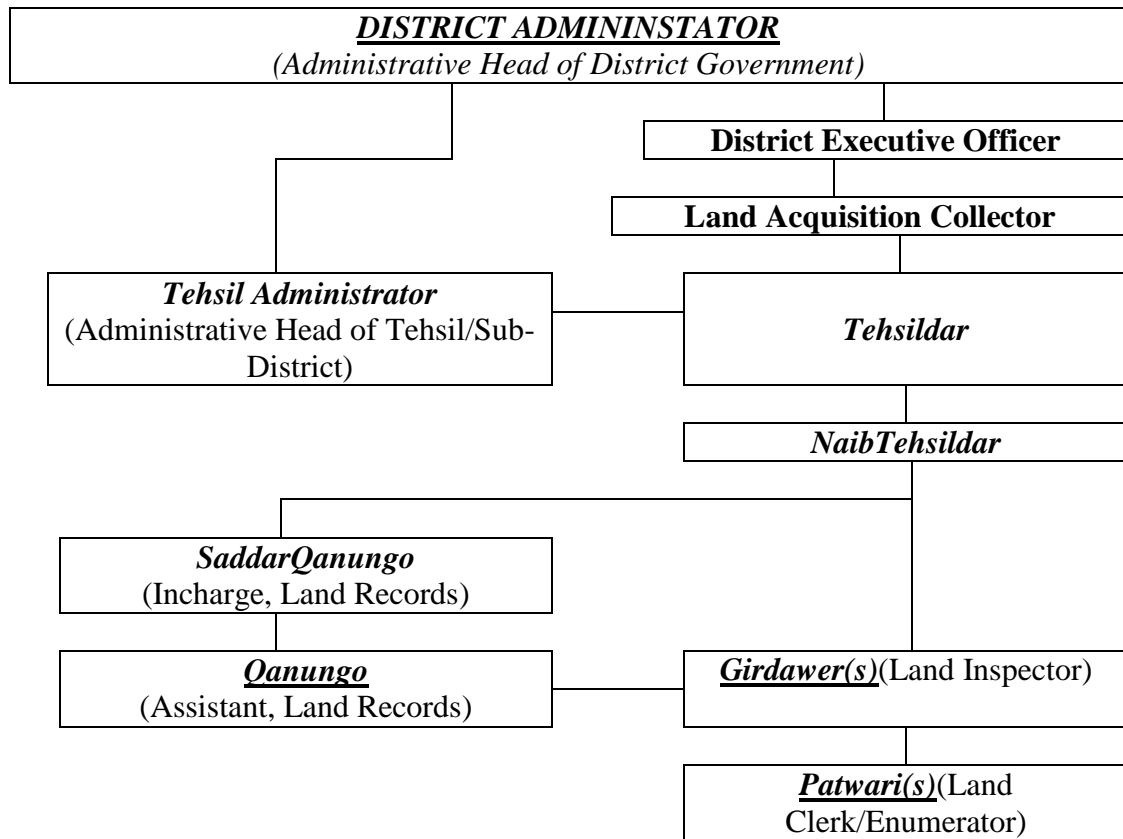 DISTRICT ADMININSTATOR
(Administrative Head of District Government)
District Executive Officer
Land Acquisition Collector
Tehsil Administrator
(Administrative Head of Tehsil/Sub-
District)
Tehsildar
NaibTehsildar
SaddarQanungo
(Incharge, Land Records)
Qanungo
(Assistant, Land Records)
Girdawer(s)(Land Inspector)
Patwari(s)(Land
Clerk/Enumerator)